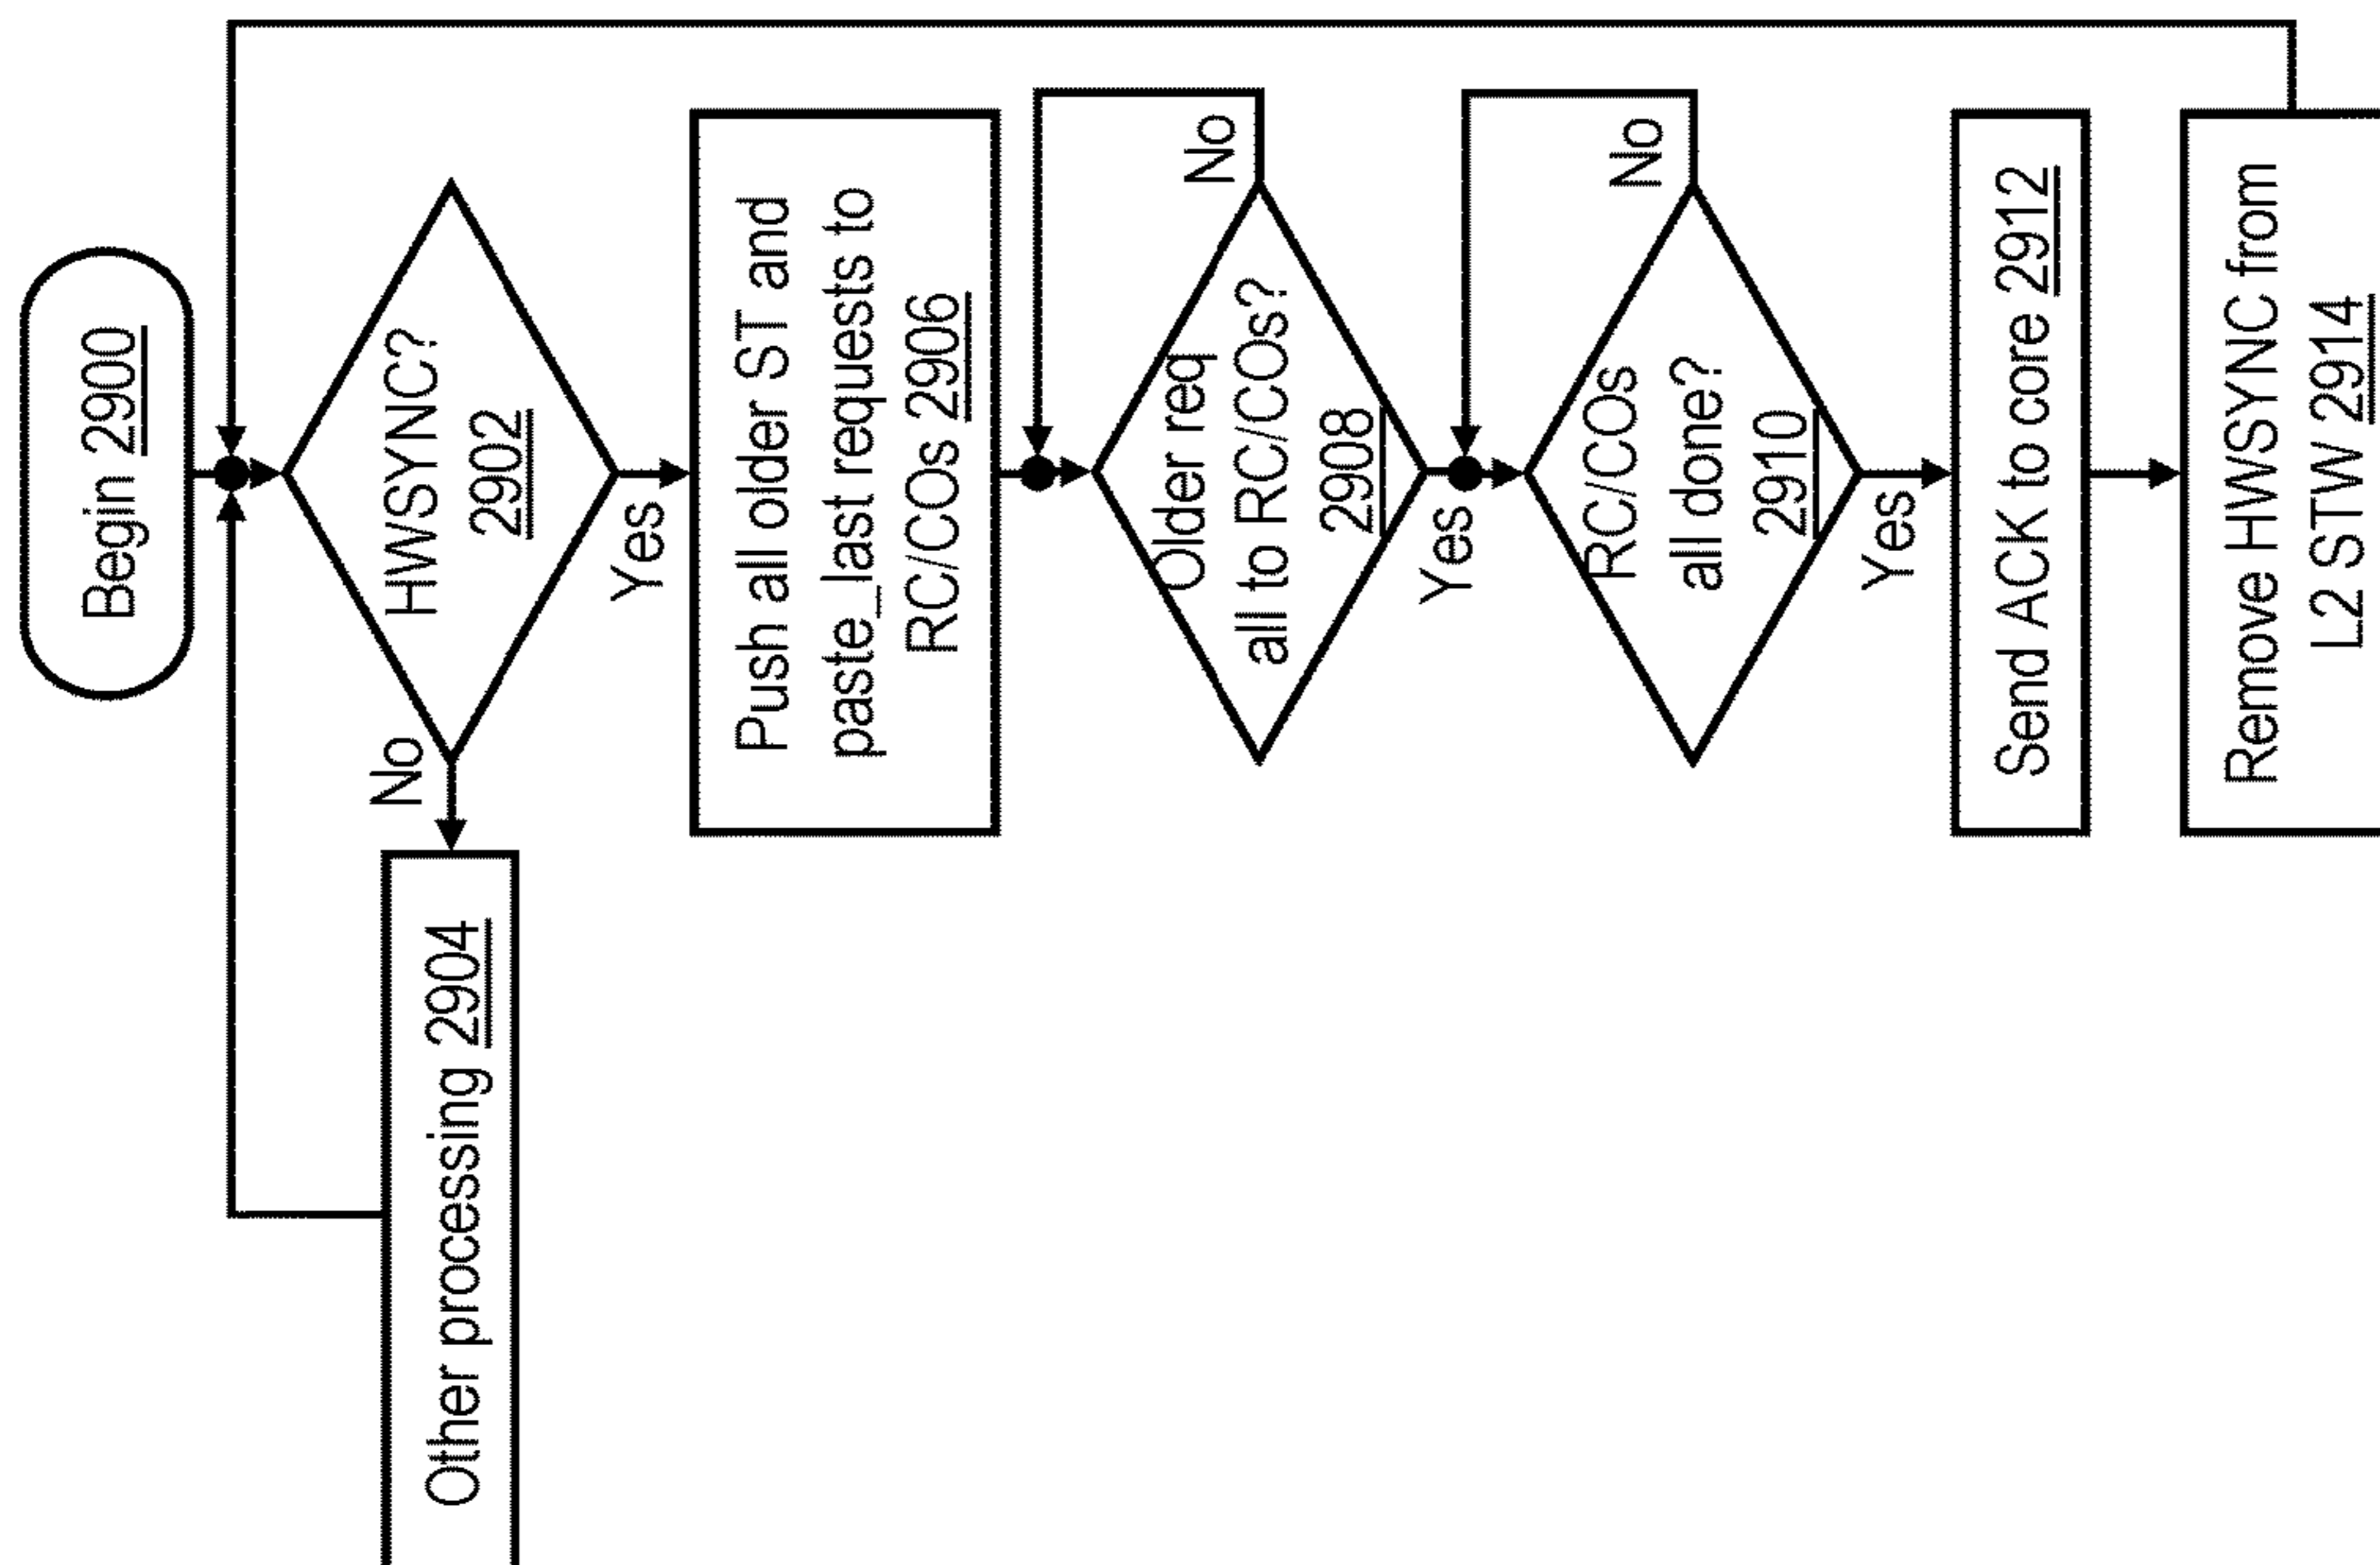 Begin 2900
HWSYNC?
2902
No
Yes
Other processing 2904
Push all older ST and
paste_last requests to
RC/COs 2906
Older req
all to RC/COs?
2908
No
Yes
RC/COs
all done?
2910
No
Yes
Send ACK to core 2912
Remove HWSYNC from
L2 STW 2914